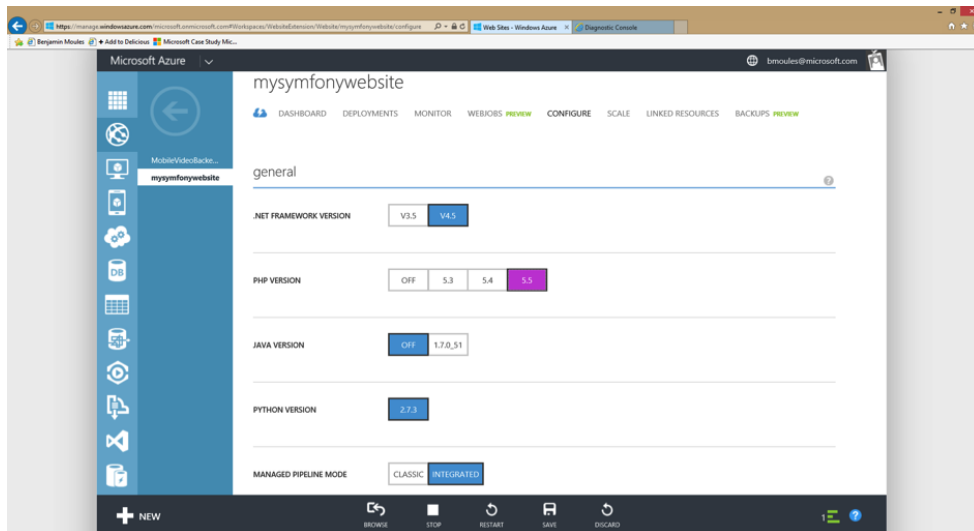 https://manage.windowsazure.com/microsoft.onmicrosoft.com#Workspaces/WebsiteExtension/Website/mysymfonywebsite/configure
Web Sites - Windows Azure
Diagnostic Console
Benjamin Moules
Add to Delicious
Microsoft Case Study Mic...
Microsoft Azure
bmoules@microsoft.com
mysymfonywebsite
DASHBOARD DEPLOYMENTS MONITOR WEBJOBS PREVIEW CONFIGURE SCALE LINKED RESOURCES BACKUPS PREVIEW
MobileVideoBacke...
mysymfonywebsite
general
.NET FRAMEWORK VERSION V3.5 V4.5
PHP VERSION OFF 5.3 5.4 5.5
JAVA VERSION OFF 1.7.0_51
PYTHON VERSION 2.7.3
MANAGED PIPELINE MODE CLASSIC INTEGRATED
DB
NEW
BROWSE STOP RESTART SAVE DISCARD
1